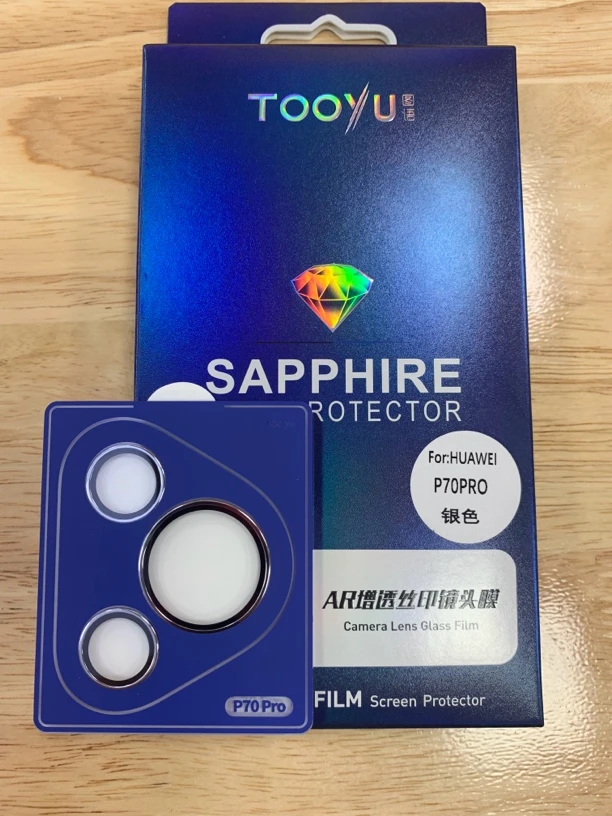 TOOYU 图语
SAPPHIRE
ROTECTOR
For:HUAWEI
P70PRO
银色
AR增透丝印镜头膜
Camera Lens Glass Film
FILM Screen Protector
P70 Pro